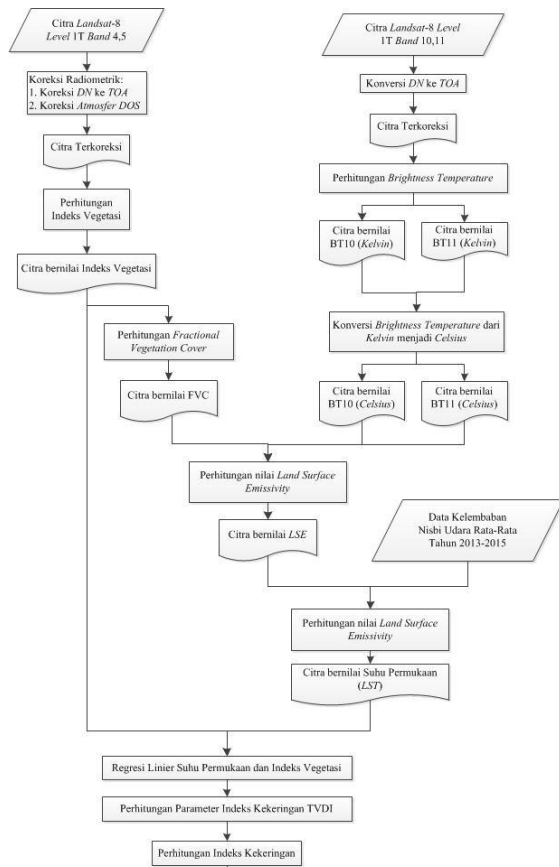 Citra Landsat-8
Level 1T Band 4,5
Koreksi Radiometrik:
1. Koreksi DN ke TOA
2. Koreksi Atmosfer DOS
Citra Terkoreksi
Perhitungan
Indeks Vegetasi
Citra bernilai Indeks Vegetasi
Perhitungan Fractional
Vegetation Cover
Citra bernilai FVC
Citra Landsat-8 Level
1T Band 10,11
Konversi DN ke TOA
Citra Terkoreksi
Perhitungan Brightness Temperature
Citra bernilai
BT10 (Kelvin)
Citra bernilai
BT11 (Kelvin)
Konversi Brightness Temperature dari
Kelvin menjadi Celsius
Citra bernilai
BT10 (Celsius)
Citra bernilai
BT11 (Celsius)
Perhitungan nilai Land Surface
Emissivity
Citra bernilai LSE
Data Kelembaban
Nisbi Udara Rata-Rata
Tahun 2013-2015
Perhitungan nilai Land Surface
Emissivity
Citra bernilai Suhu Permukaan
(LST)
Regresi Linier Suhu Permukaan dan Indeks Vegetasi
Perhitungan Parameter Indeks Kekeringan TVDI
Perhitungan Indeks Kekeringan